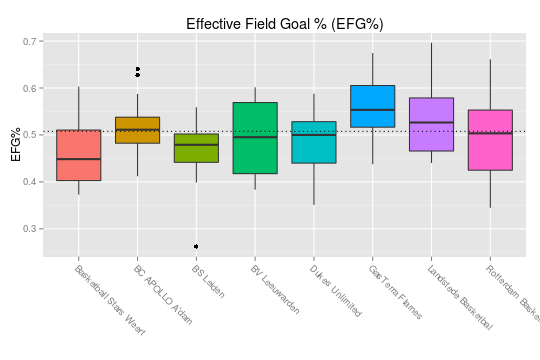 Effective Field Goal % (EFG%)
0.7
0.6
0.5
0.4
0.3
EFG%
Basketball Stars Weert
BC APOLLO A'dam
BS Leiden
BV Leeuwarden
Dukes Unlimited
GasTerra Flames
Landstede Basketbal
Rotterdam Baske